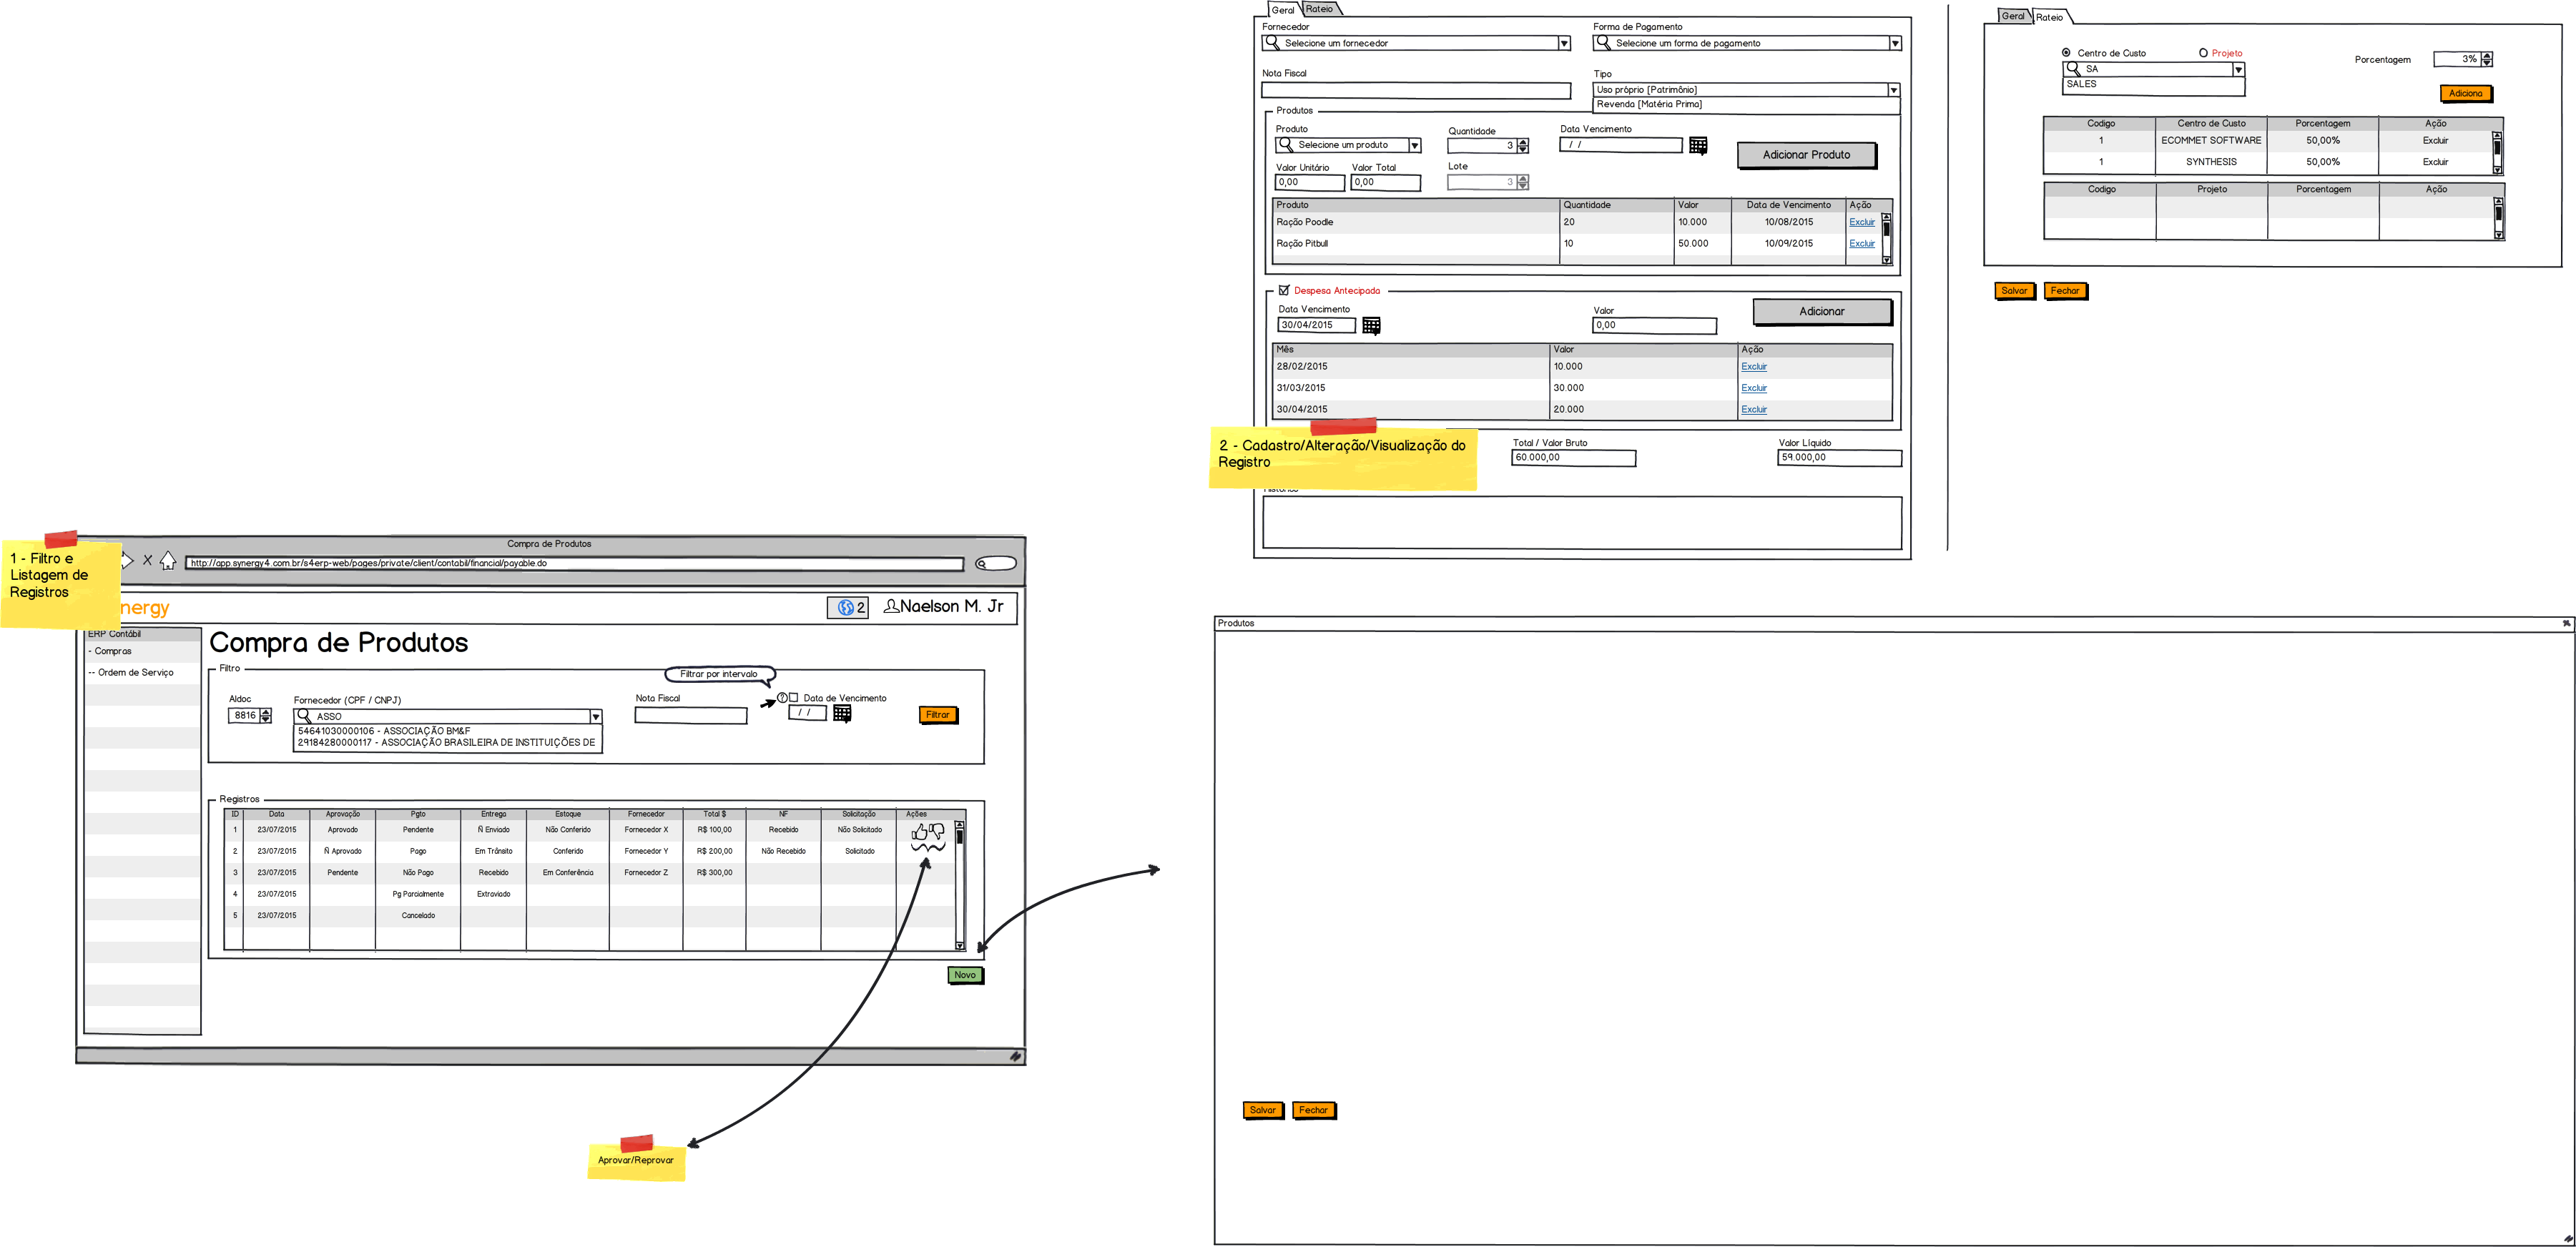 Geral Rateio
Fornecedor
Selecione um fornecedor
Forma de Pagamento
Selecione um forma de pagamento
Nota Fiscal
Tipo
Uso próprio [Patrimônio]
Revenda [Matéria Prima]
Produtos
Produto
Selecione um produto
Quantidade
3
Data Vencimento
/ /
Adicionar Produto
Valor Unitário
0,00
Valor Total
0,00
Lote
3
Produto Quantidade Valor Data de Vencimento Ação
Ração Poodle 20 10.000 10/08/2015 Excluir
Ração Pitbull 10 50.000 10/09/2015 Excluir
Despesa Antecipada
Data Vencimento
30/04/2015
Valor
0,00
Adicionar
Mês Valor Ação
28/02/2015 10.000 Excluir
31/03/2015 30.000 Excluir
30/04/2015 20.000 Excluir
2 - Cadastro/Alteração/Visualização do
Registro
Total / Valor Bruto
60.000,00
Valor Líquido
59.000,00
Geral Rateio
Centro de Custo
Projeto
SA
SALES
Porcentagem
3%
Adiciona
Codigo Centro de Custo Porcentagem Ação
1 ECOMMET SOFTWARE 50,00% Excluir
1 SYNTHESIS 50,00% Excluir
Codigo Projeto Porcentagem Ação
Salvar Fechar
1 - Filtro e
Listagem de
Registros
Compra de Produtos
X
http://app.synergy4.com.br/s4erp-web/pages/private/client/contabil/financial/payable.do
nergy
2
Naelson M. Jr
ERP Contábil
- Compras
-- Ordem de Serviço
Compra de Produtos
Filtro
Filtrar por intervalo
Aldoc
8816
Fornecedor (CPF / CNPJ)
ASSO
54641030000106 - ASSOCIAÇÃO BM&F
29184280000117 - ASSOCIAÇÃO BRASILEIRA DE INSTITUIÇÕES DE
Nota Fiscal
? Data de Vencimento
/ /
Filtrar
Registros
ID Data Aprovação Pgto Entrega Estoque Fornecedor Total $ NF Solicitação Ações
1 23/07/2015 Aprovado Pendente Ñ Enviado Não Conferido Fornecedor X R$ 100,00 Recebido Não Solicitado
2 23/07/2015 Ñ Aprovado Pago Em Trânsito Conferido Fornecedor Y R$ 200,00 Não Recebido Solicitado
3 23/07/2015 Pendente Não Pago Recebido Em Conferência Fornecedor Z R$ 300,00
4 23/07/2015 Pg Parcialmente Extraviado
5 23/07/2015 Cancelado
Novo
Aprovar/Reprovar
Produtos
Salvar Fechar